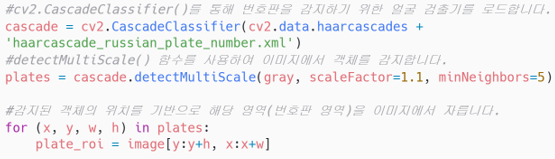 #cv2.CascadeClassifier()를 통해 번호판을 감지하기 위한 얼굴 검출기를 로드합니다.
cascade = cv2.CascadeClassifier(cv2.data.haarcascades +
'haarcascade_russian_plate_number.xml')
#detectMultiScale() 함수를 사용하여 이미지에서 객체를 감지합니다.
plates = cascade.detectMultiScale(gray, scaleFactor=1.1, minNeighbors=5)
#감지된 객체의 위치를 기반으로 해당 영역(번호판 영역)을 이미지에서 자릅니다.
for (x, y, w, h) in plates:
    plate_roi = image[y:y+h, x:x+w]